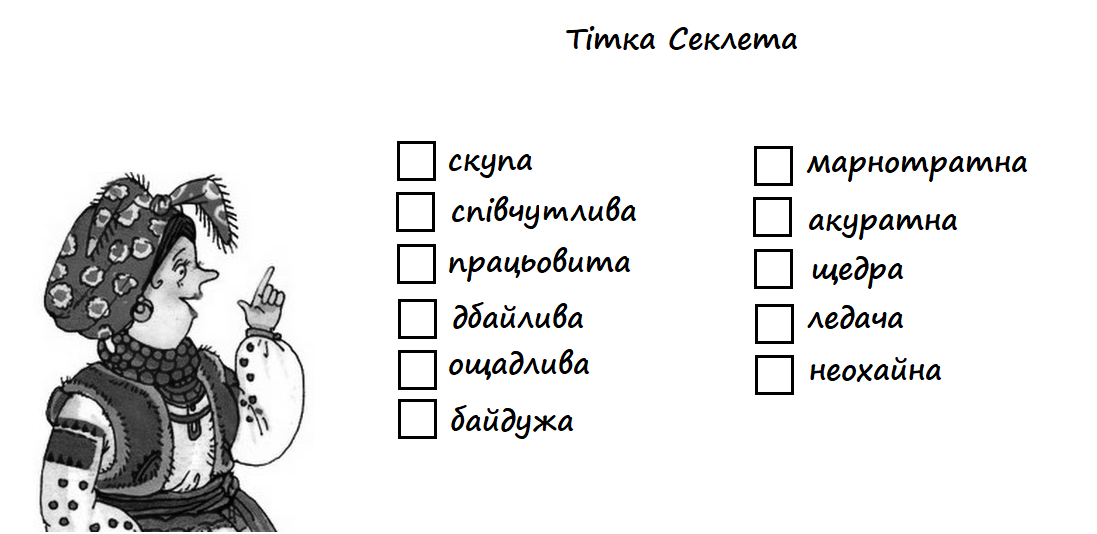 Тітка Секлета
скупа
співчутлива
працьовита
дбайлива
ощадлива
байдужа
марнотратна
акуратна
щедра
ледача
неохайна